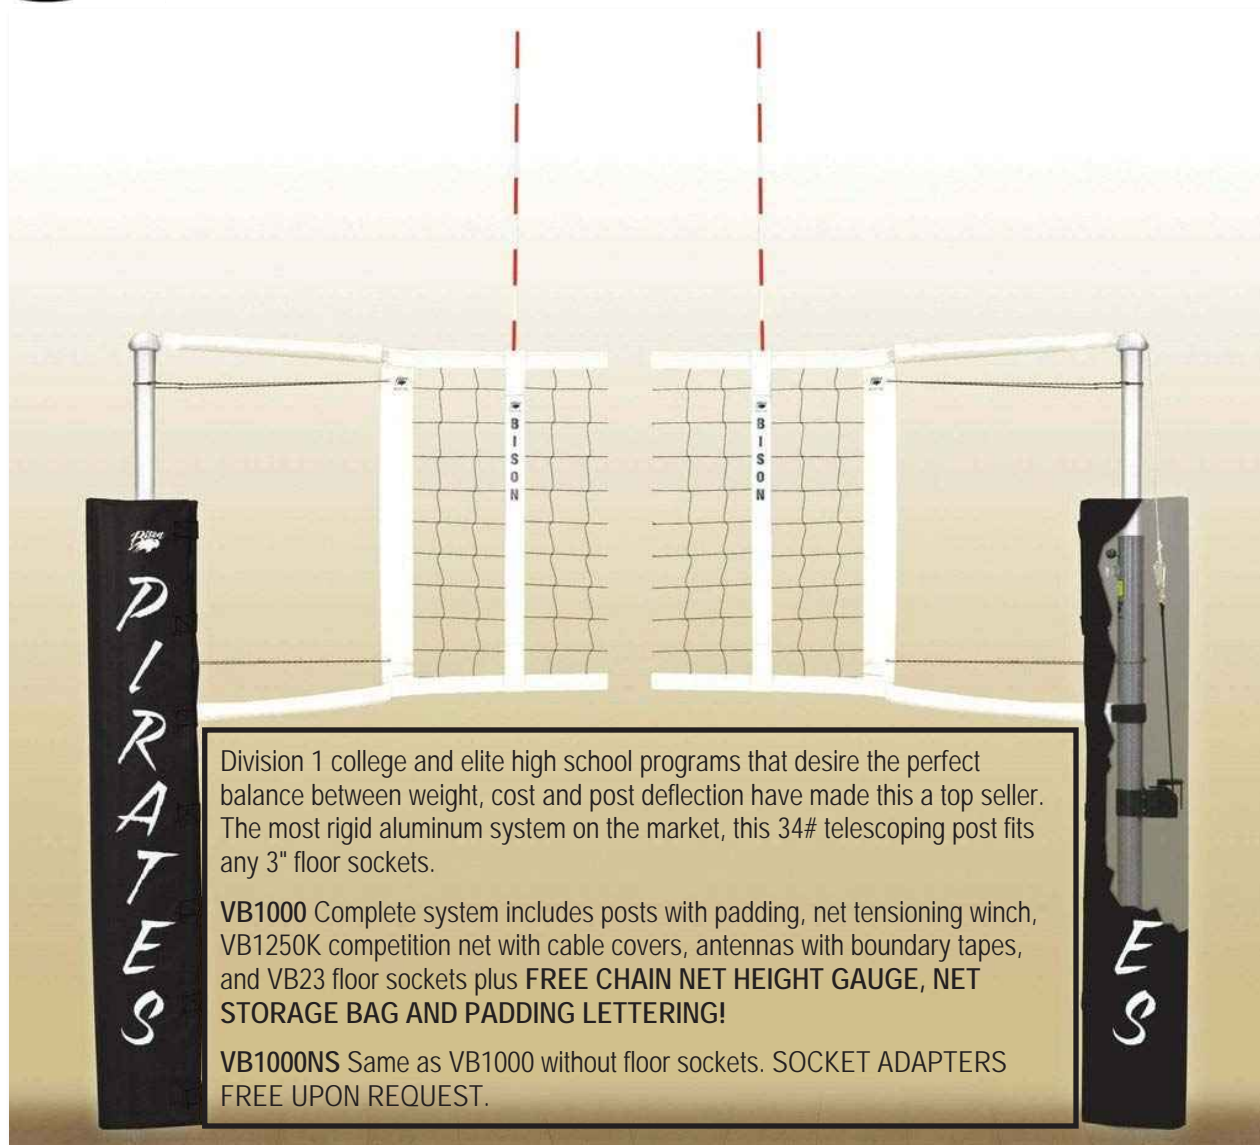 BISON
BISON
Bison
PIRATES
ES
Division 1 college and elite high school programs that desire the perfect
balance between weight, cost and post deflection have made this a top seller.
The most rigid aluminum system on the market, this 34# telescoping post fits
any 3" floor sockets.
VB1000 Complete system includes posts with padding, net tensioning winch,
VB1250K competition net with cable covers, antennas with boundary tapes,
and VB23 floor sockets plus FREE CHAIN NET HEIGHT GAUGE, NET
STORAGE BAG AND PADDING LETTERING!
VB1000NS Same as VB1000 without floor sockets. SOCKET ADAPTERS
FREE UPON REQUEST.